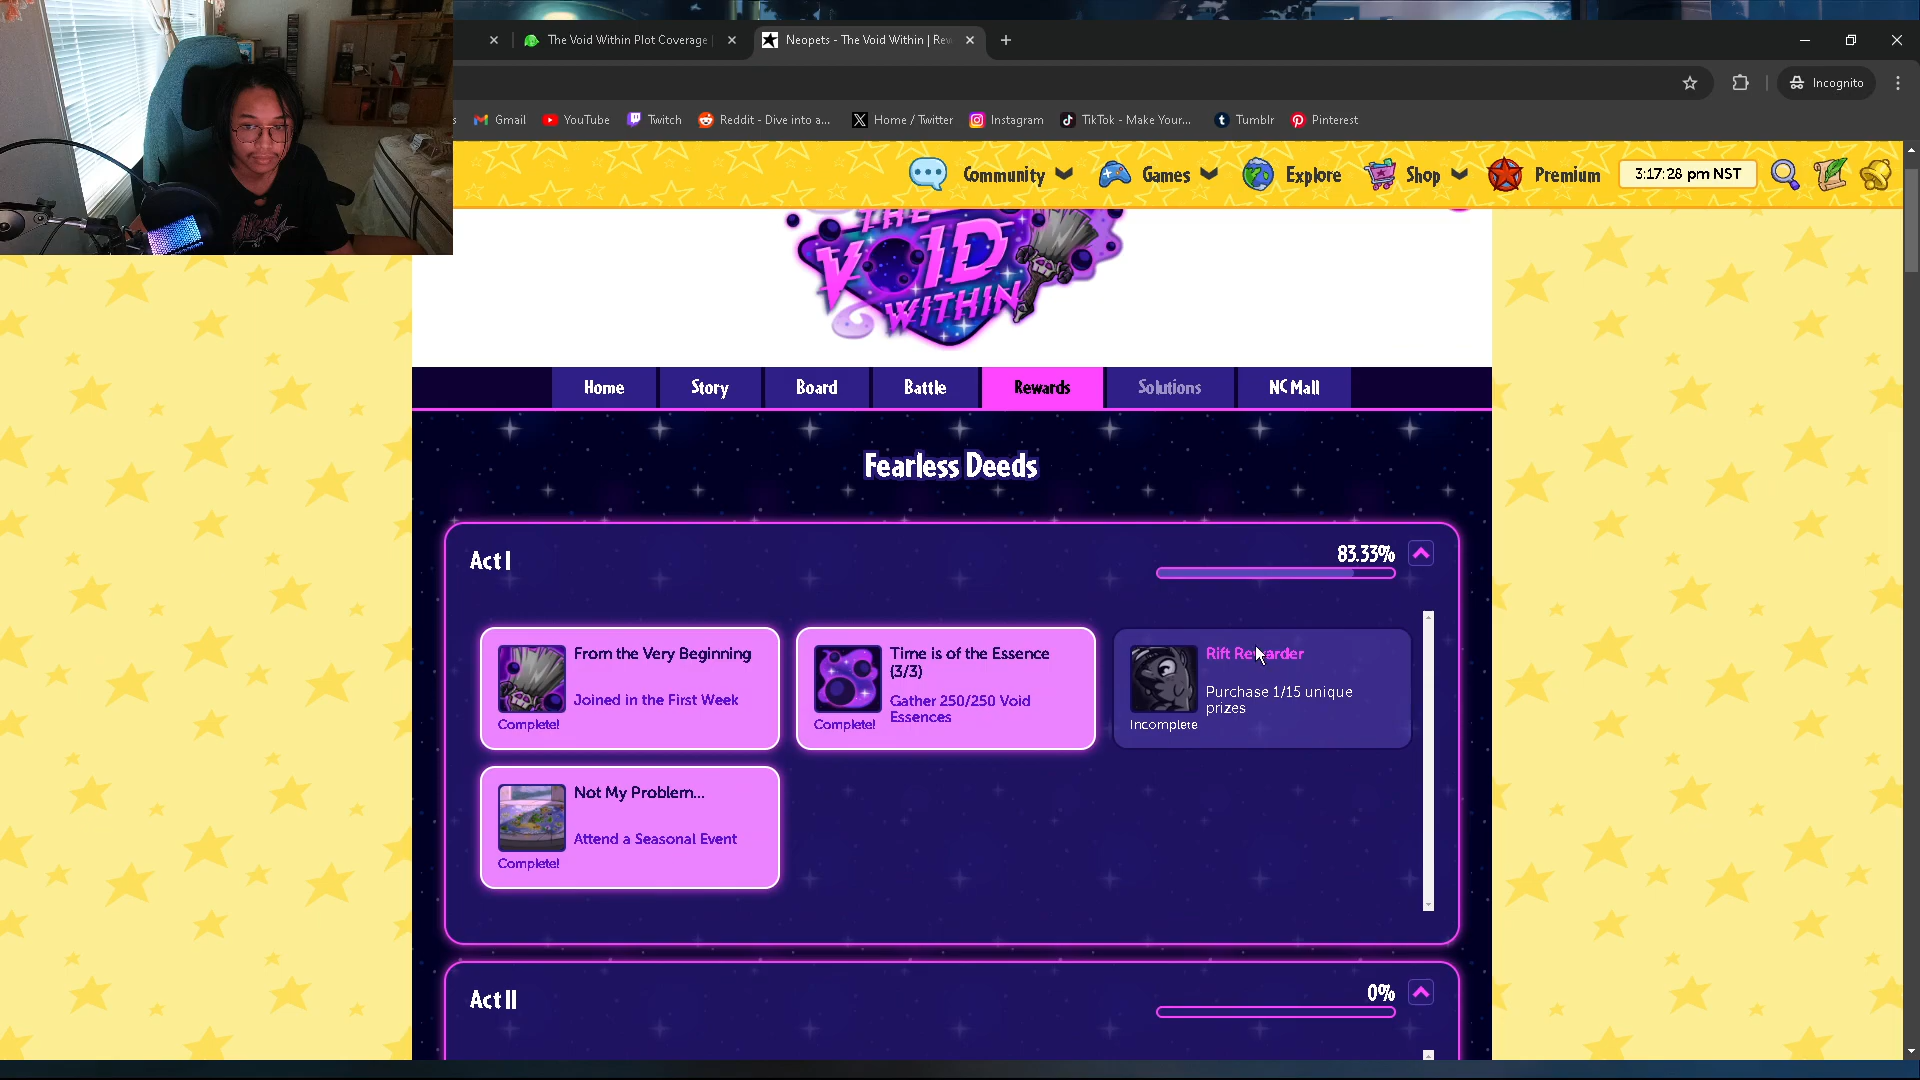 The Void Within Plot Coverage
Neopets - The Void Within | Rew
Incognito
s
Gmail
YouTube
Twitch
Reddit - Dive into a...
Home / Twitter
Instagram
TikTok - Make Your...
Tumblr
Pinterest
Community
Games
Explore
Shop
Premium
3:17:28 pm NST
THE
VOID
WITHIN
Home
Story
Board
Battle
Rewards
Solutions
NC Mall
Fearless Deeds
Act I
83.33%
From the Very Beginning
Joined in the First Week
Complete!
Time is of the Essence
(3/3)
Gather 250/250 Void
Essences
Complete!
Rift Rewarder
Purchase 1/15 unique
prizes
Incomplete
Not My Problem...
Attend a Seasonal Event
Complete!
Act II
0%